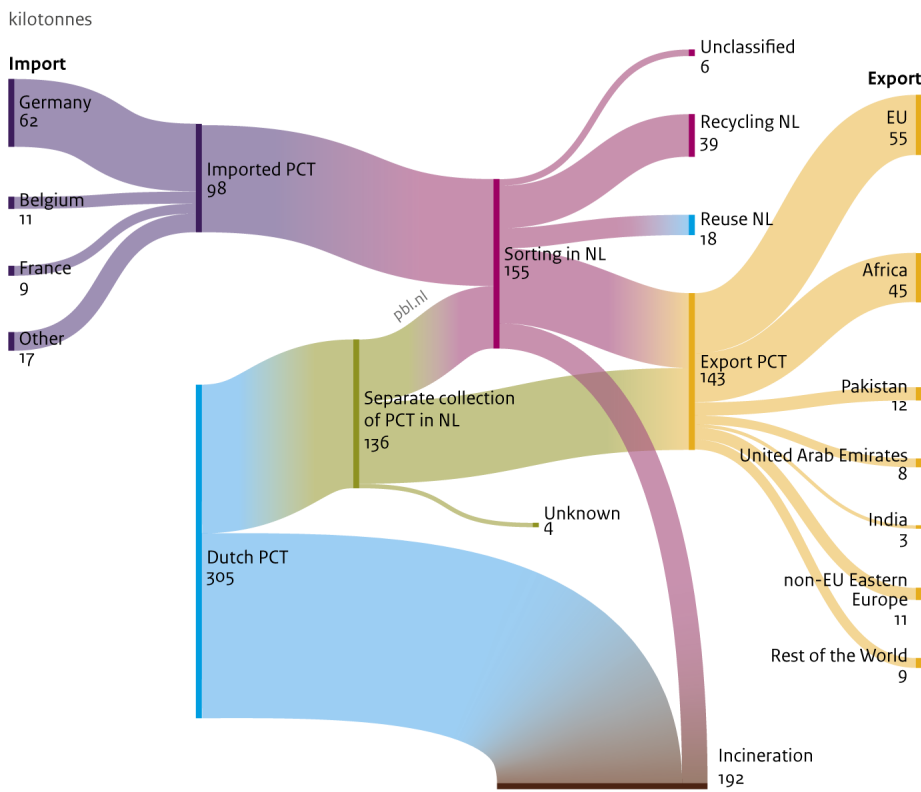 kilotonnes
Import
Germany
62
Belgium
11
France
9
Other
17
Imported PCT
98
Dutch PCT
305
pbl.nl
Separate collection
of PCT in NL
136
Unknown
4
Sorting in NL
155
Unclassified
6
Recycling NL
39
Reuse NL
18
Export PCT
143
Incineration
192
Export
EU
55
Africa
45
Pakistan
12
United Arab Emirates
8
India
3
non-EU Eastern
Europe
11
Rest of the World
9